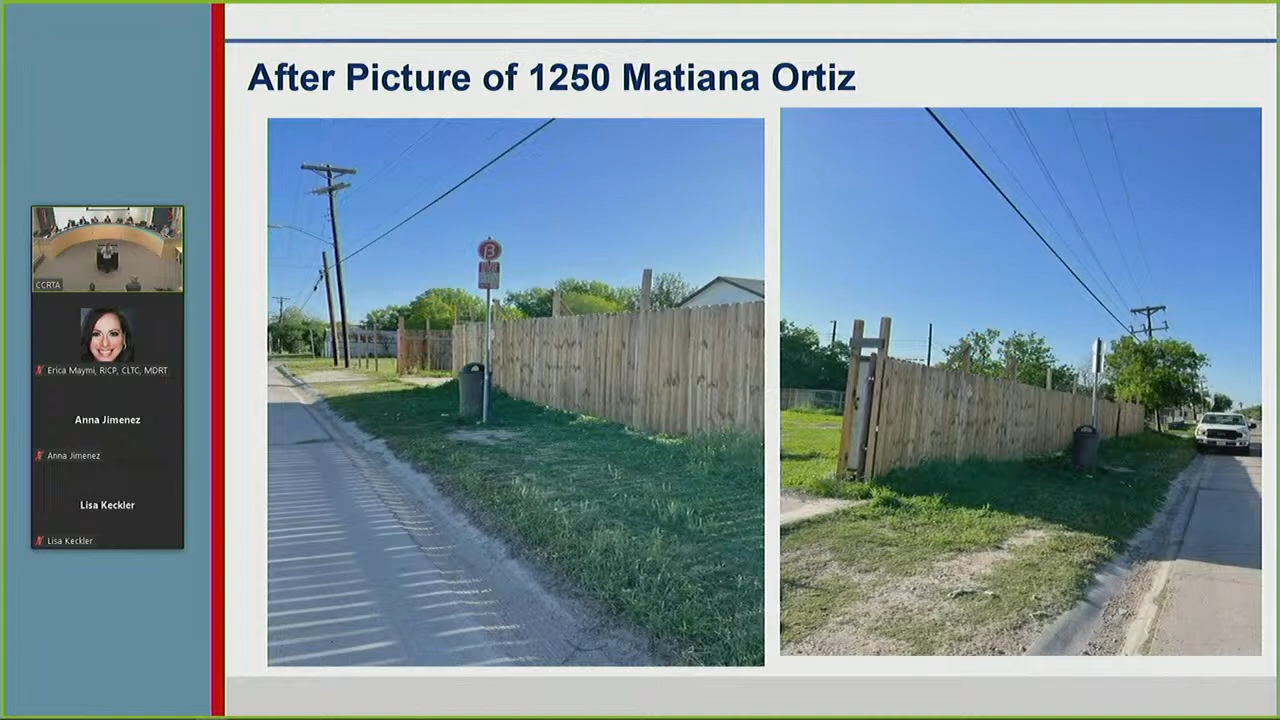 After Picture of 1250 Matiana Ortiz
B
CCRTA
Erica Maymi, RICP, CLTC, MDRT
Anna Jimenez
Anna Jimenez
Lisa Keckler
Lisa Keckler